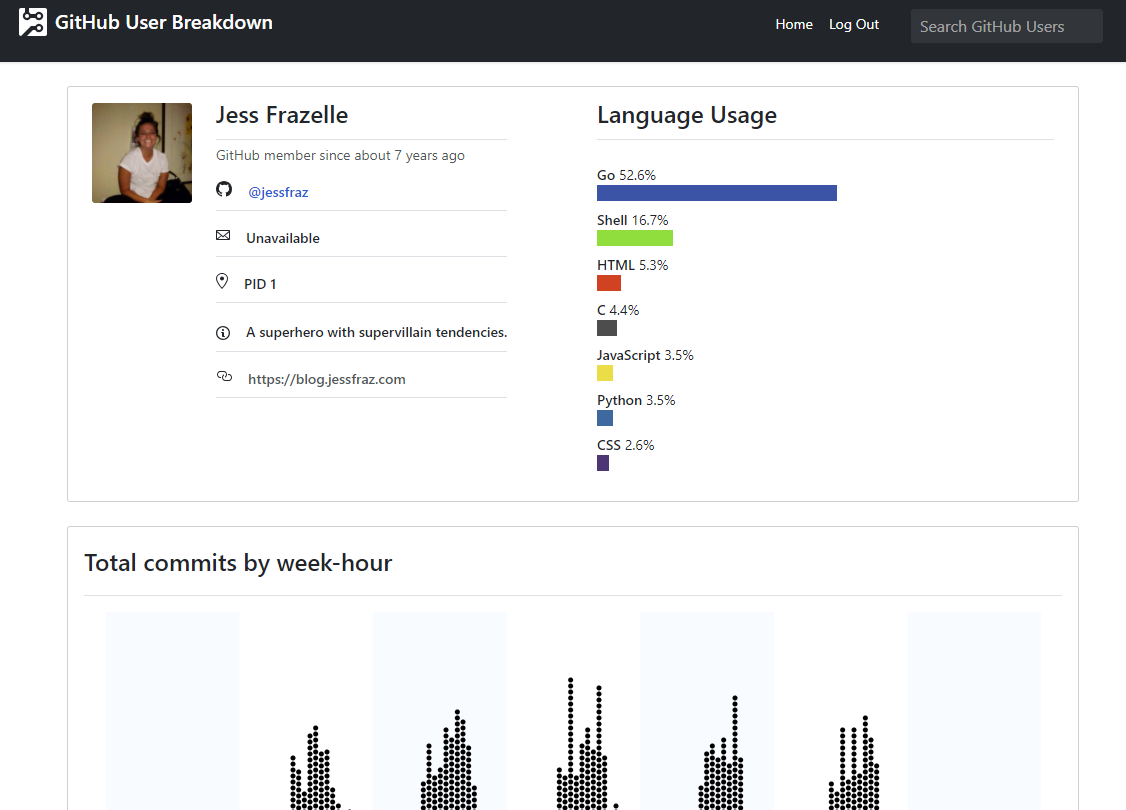 GitHub User Breakdown
Home
Log Out
Search GitHub Users
Jess Frazelle
GitHub member since about 7 years ago
@jessfraz
Unavailable
PID 1
A superhero with supervillain tendencies.
https://blog.jessfraz.com
Language Usage
Go 52.6%
Shell 16.7%
HTML 5.3%
C 4.4%
JavaScript 3.5%
Python 3.5%
CSS 2.6%
Total commits by week-hour